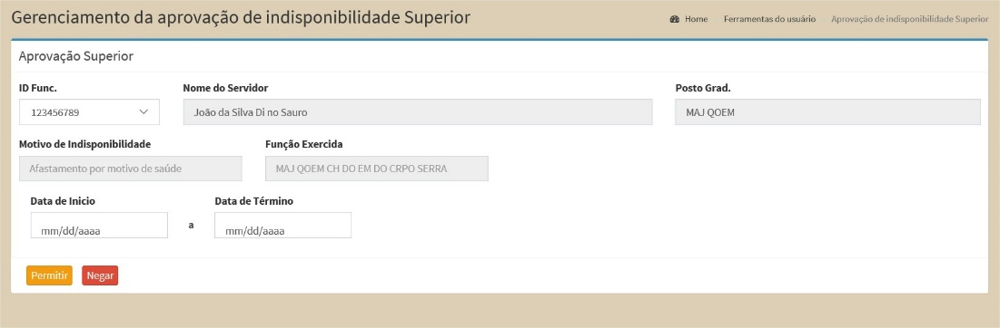 Gerenciamento da aprovação de indisponibilidade Superior
Home Ferramentas do usuário Aprovação de indisponibilidade Superior
Aprovação Superior
ID Func. Nome do Servidor Posto Grad.
123456789 João da Silva Di no Sauro MAJ QOEM
Motivo de Indisponibilidade Função Exercida
Afastamento por motivo de saúde MAJ QOEM CH DO EM DO CRPO SERRA
Data de Inicio Data de Término
mm/dd/aaaa a mm/dd/aaaa
Permitir Negar